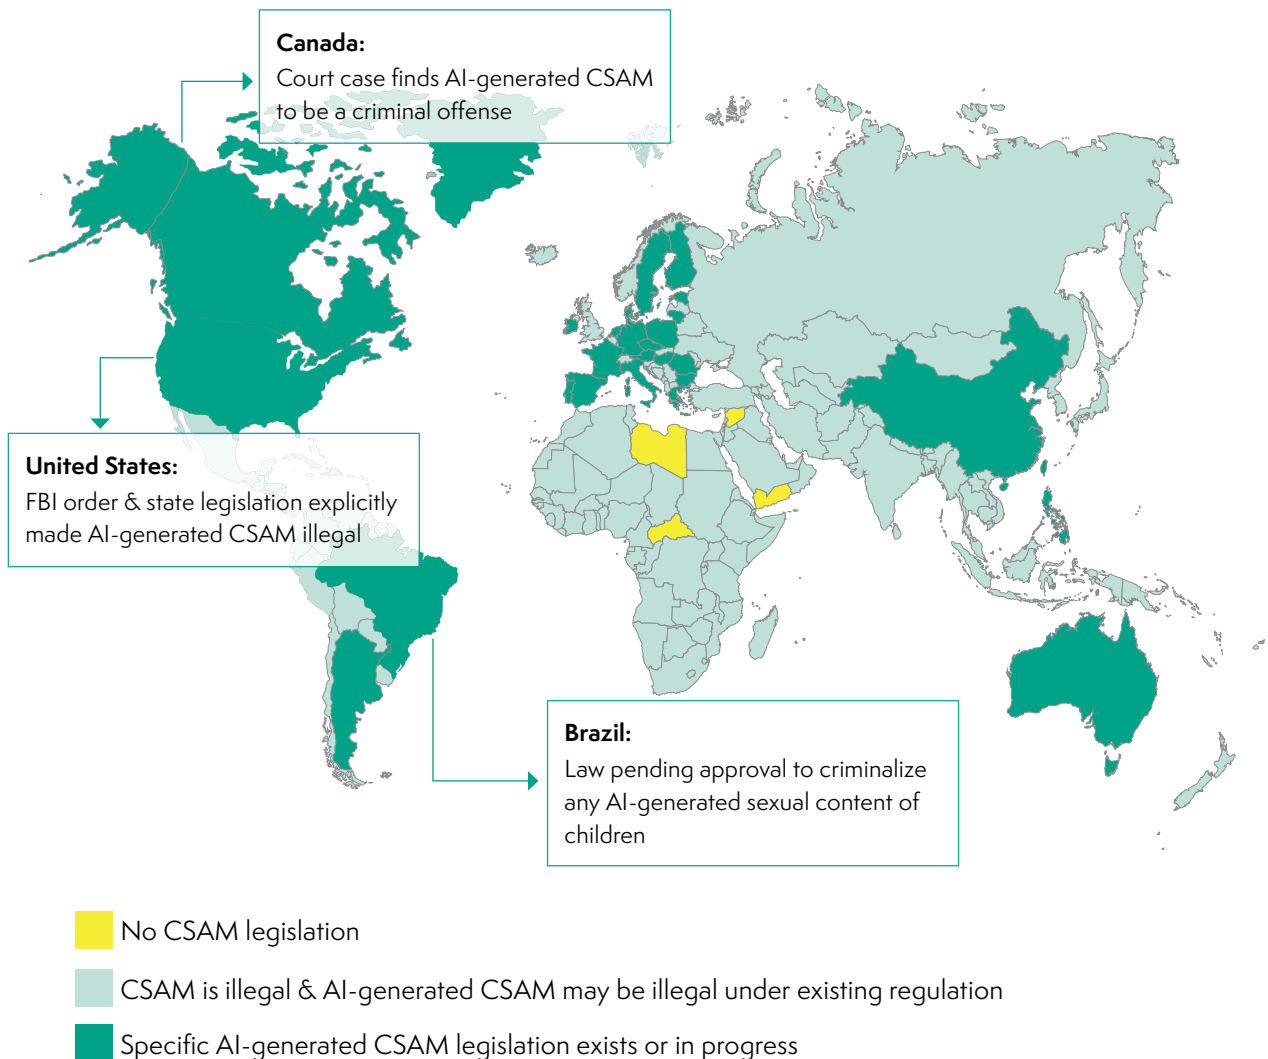 Canada:
Court case finds AI-generated CSAM
to be a criminal offense
United States:
FBI order & state legislation explicitly
made AI-generated CSAM illegal
Brazil:
Law pending approval to criminalize
any AI-generated sexual content of
children
No CSAM legislation
CSAM is illegal & AI-generated CSAM may be illegal under existing regulation
Specific AI-generated CSAM legislation exists or in progress